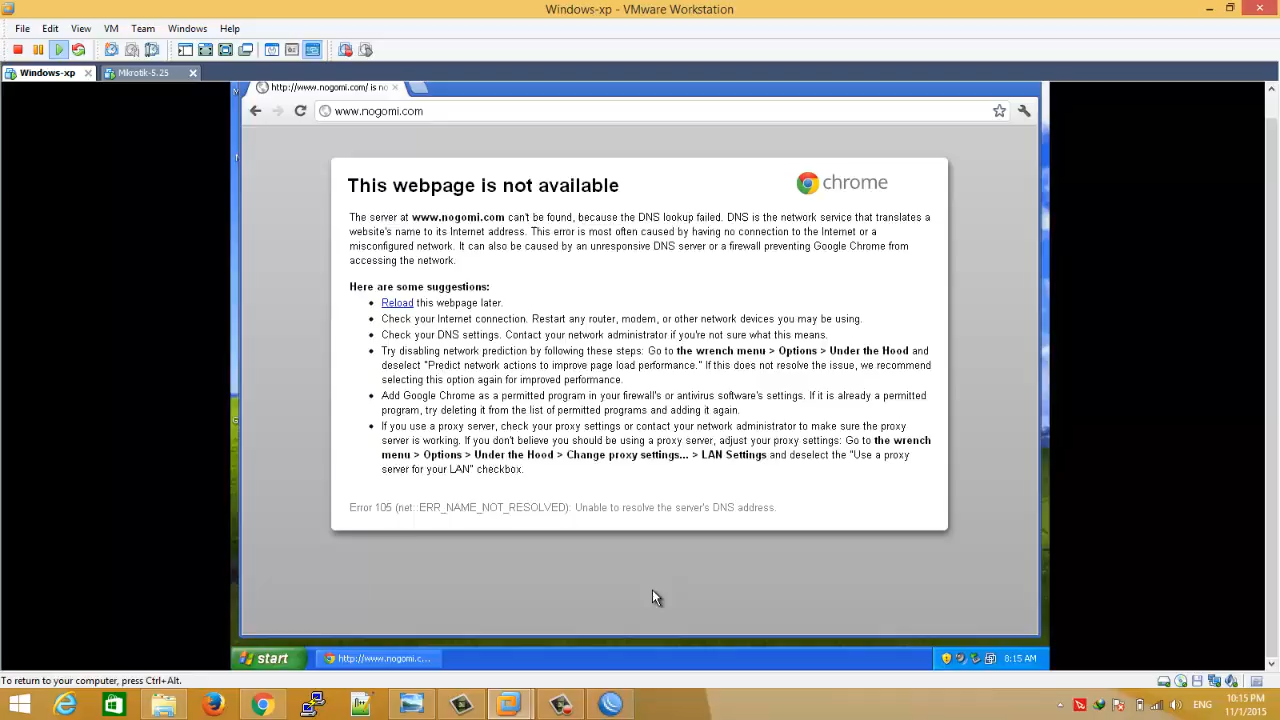 Windows-xp - VMware Workstation
File Edit View VM Team Windows Help
Windows-xp Mikrotik-5.25
http://www.nogomi.com/ is no
www.nogomi.com
This webpage is not available
chrome
The server at www.nogomi.com can't be found, because the DNS lookup failed. DNS is the network service that translates a
website's name to its Internet address. This error is most often caused by having no connection to the Internet or a
misconfigured network. It can also be caused by an unresponsive DNS server or a firewall preventing Google Chrome from
accessing the network.
Here are some suggestions:
Reload this webpage later.
Check your Internet connection. Restart any router, modem, or other network devices you may be using.
Check your DNS settings. Contact your network administrator if you're not sure what this means.
Try disabling network prediction by following these steps: Go to the wrench menu > Options > Under the Hood and
deselect "Predict network actions to improve page load performance." If this does not resolve the issue, we recommend
selecting this option again for improved performance.
Add Google Chrome as a permitted program in your firewall's or antivirus software's settings. If it is already a permitted
program, try deleting it from the list of permitted programs and adding it again.
If you use a proxy server, check your proxy settings or contact your network administrator to make sure the proxy
server is working. If you don't believe you should be using a proxy server, adjust your proxy settings: Go to the wrench
menu > Options > Under the Hood > Change proxy settings... > LAN Settings and deselect the "Use a proxy
server for your LAN" checkbox.
Error 105 (net::ERR_NAME_NOT_RESOLVED): Unable to resolve the server's DNS address.
start http://www.nogomi.c... 8:15 AM
To return to your computer, press Ctrl+Alt.
ENG 10:15 PM
11/1/2015